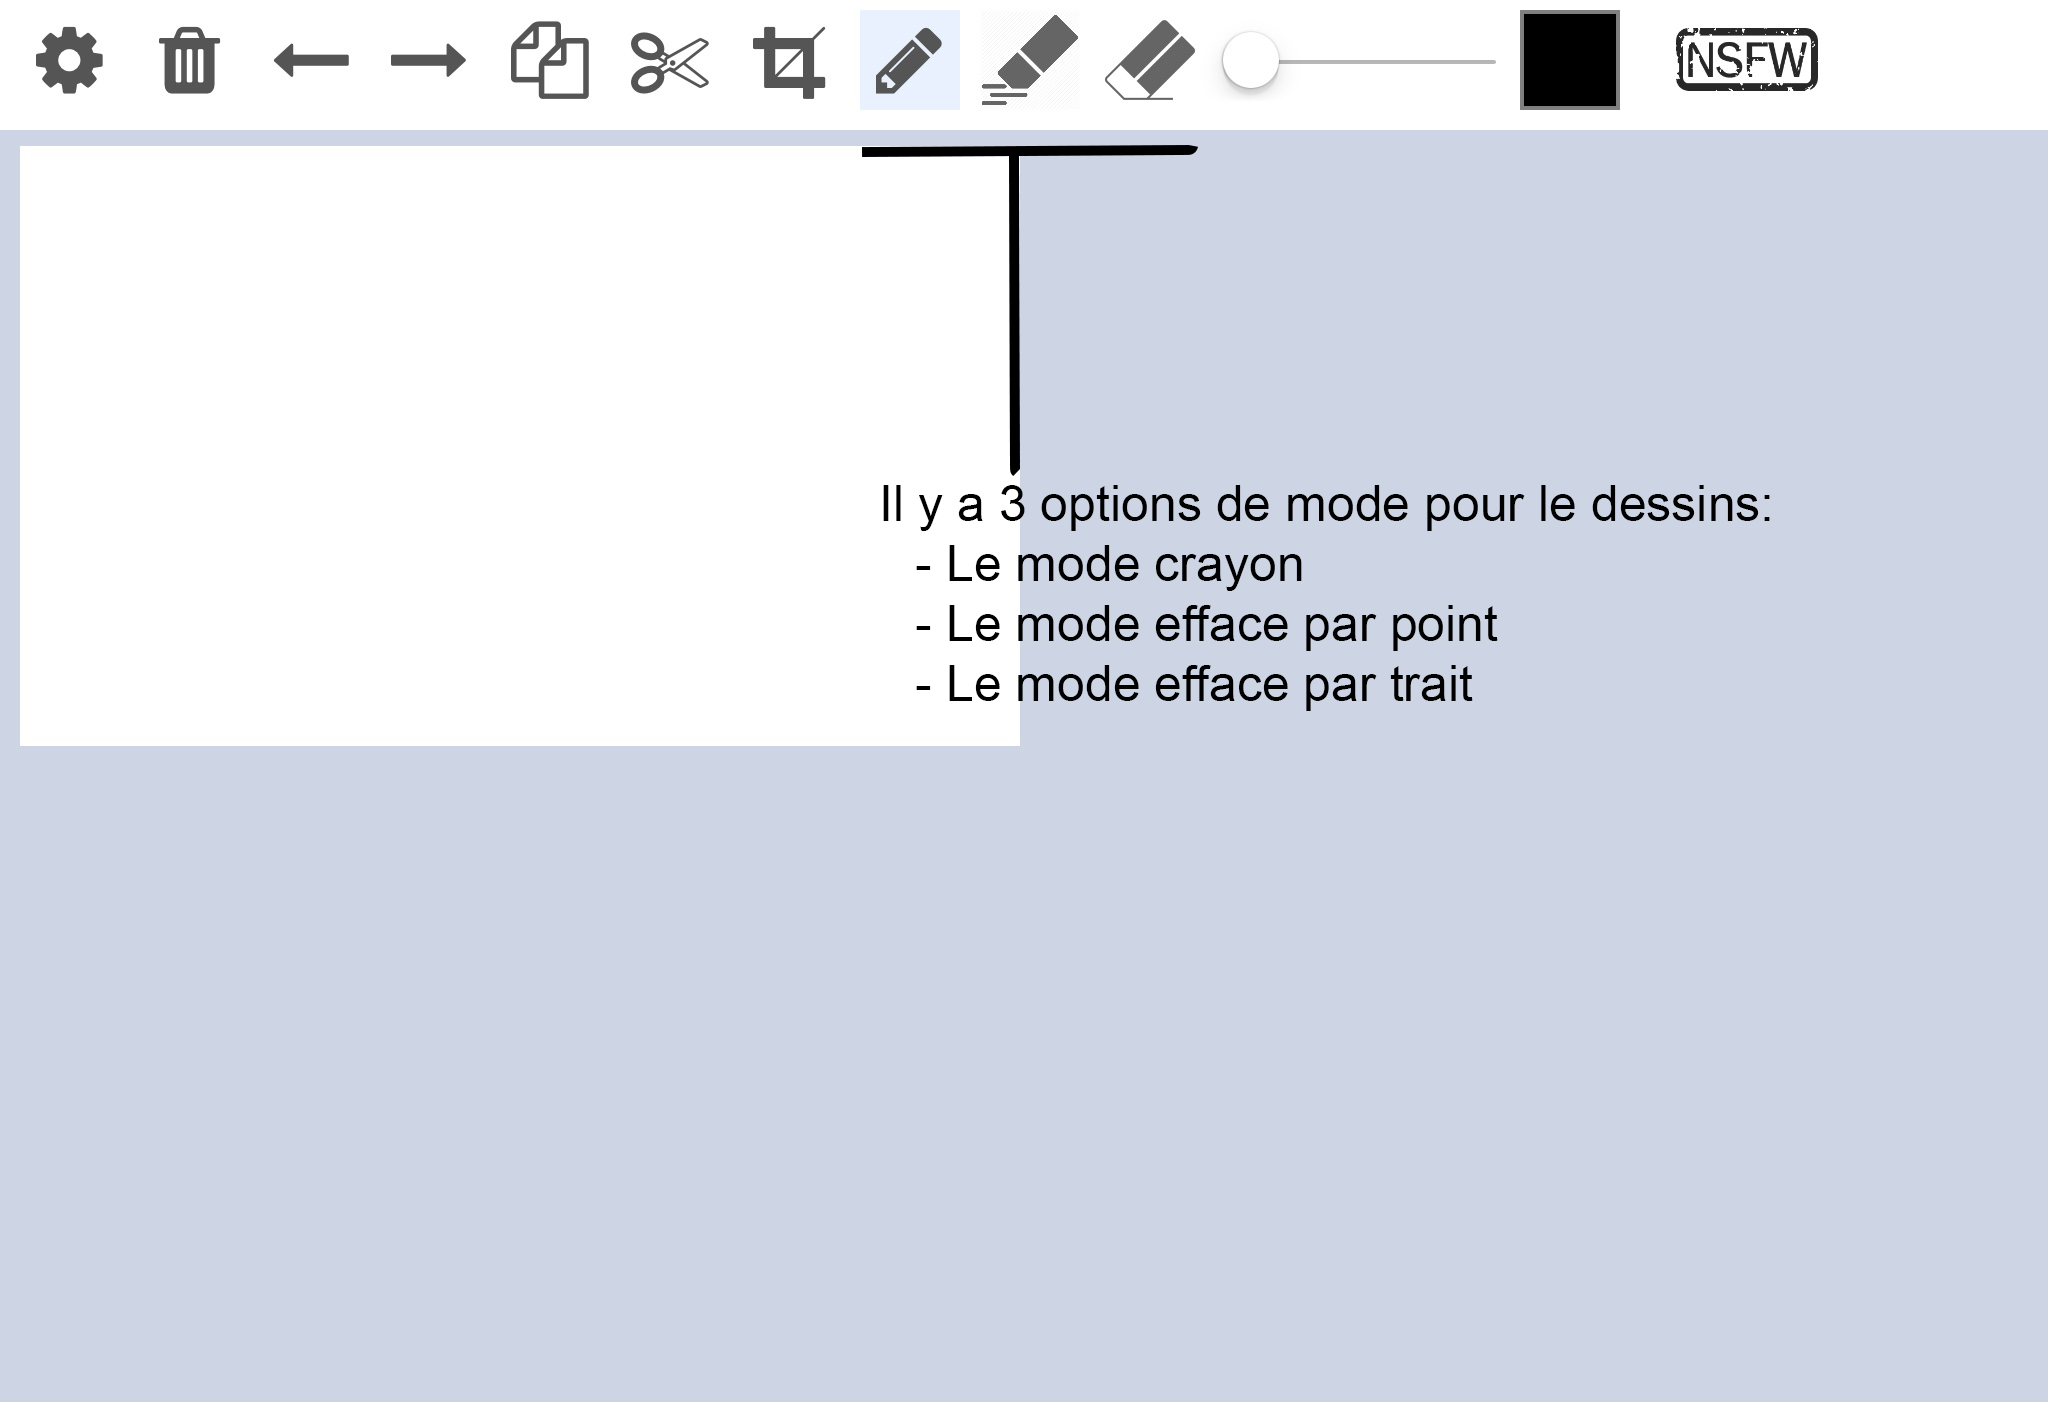 NSFW
Il y a 3 options de mode pour le dessins:
- Le mode crayon
- Le mode efface par point
- Le mode efface par trait